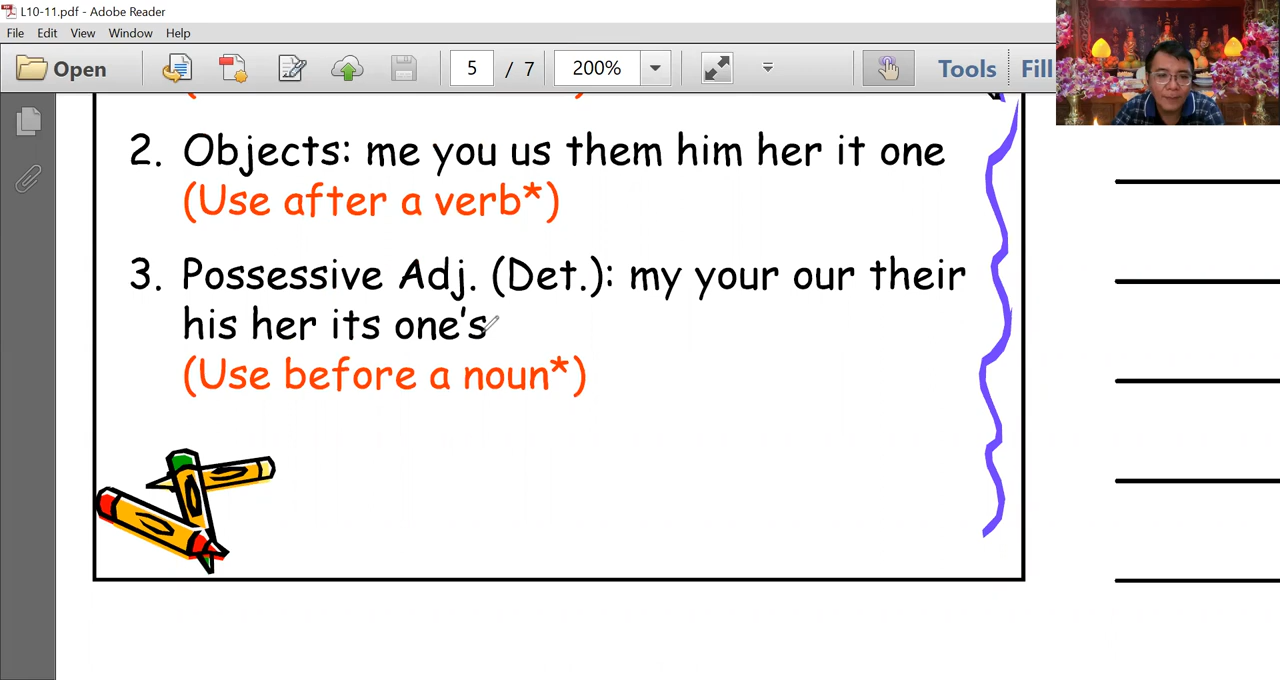 L10-11.pdf - Adobe Reader
File Edit View Window Help
Open 5 / 7 200% Tools Fill
2. Objects: me you us them him her it one
(Use after a verb*)
3. Possessive Adj. (Det.): my your our their
his her its one's
(Use before a noun*)